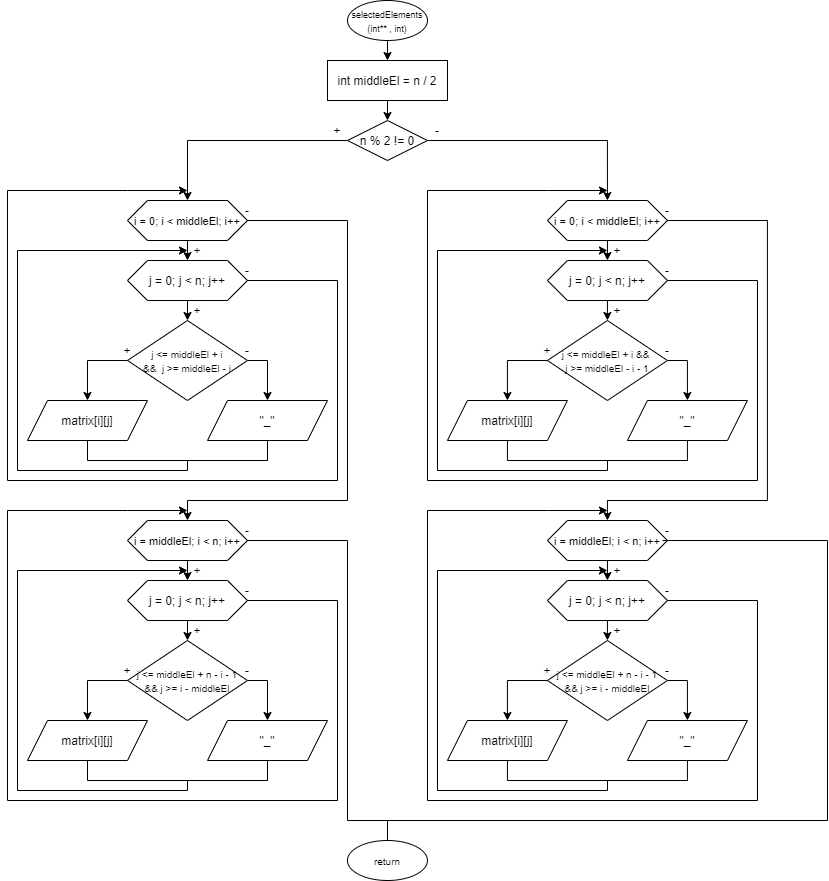 selectedElements
(int** , int)
int middleEl = n / 2
+
n % 2 != 0
-
i = 0; i < middleEl; i++
-
+
j = 0; j < n; j++
-
+
+
j <= middleEl + i
&& j >= middleEl - i
-
matrix[i][j]
"_"
i = middleEl; i < n; i++
-
+
j = 0; j < n; j++
-
+
+
j <= middleEl + n - i - 1
&& j >= i - middleEl
-
matrix[i][j]
"_"
i = 0; i < middleEl; i++
-
+
j = 0; j < n; j++
-
+
+
j <= middleEl + i &&
j >= middleEl - i - 1
-
matrix[i][j]
"_"
i = middleEl; i < n; i++
-
+
j = 0; j < n; j++
-
+
+
j <= middleEl + n - i - 1
&& j >= i - middleEl
-
matrix[i][j]
"_"
return